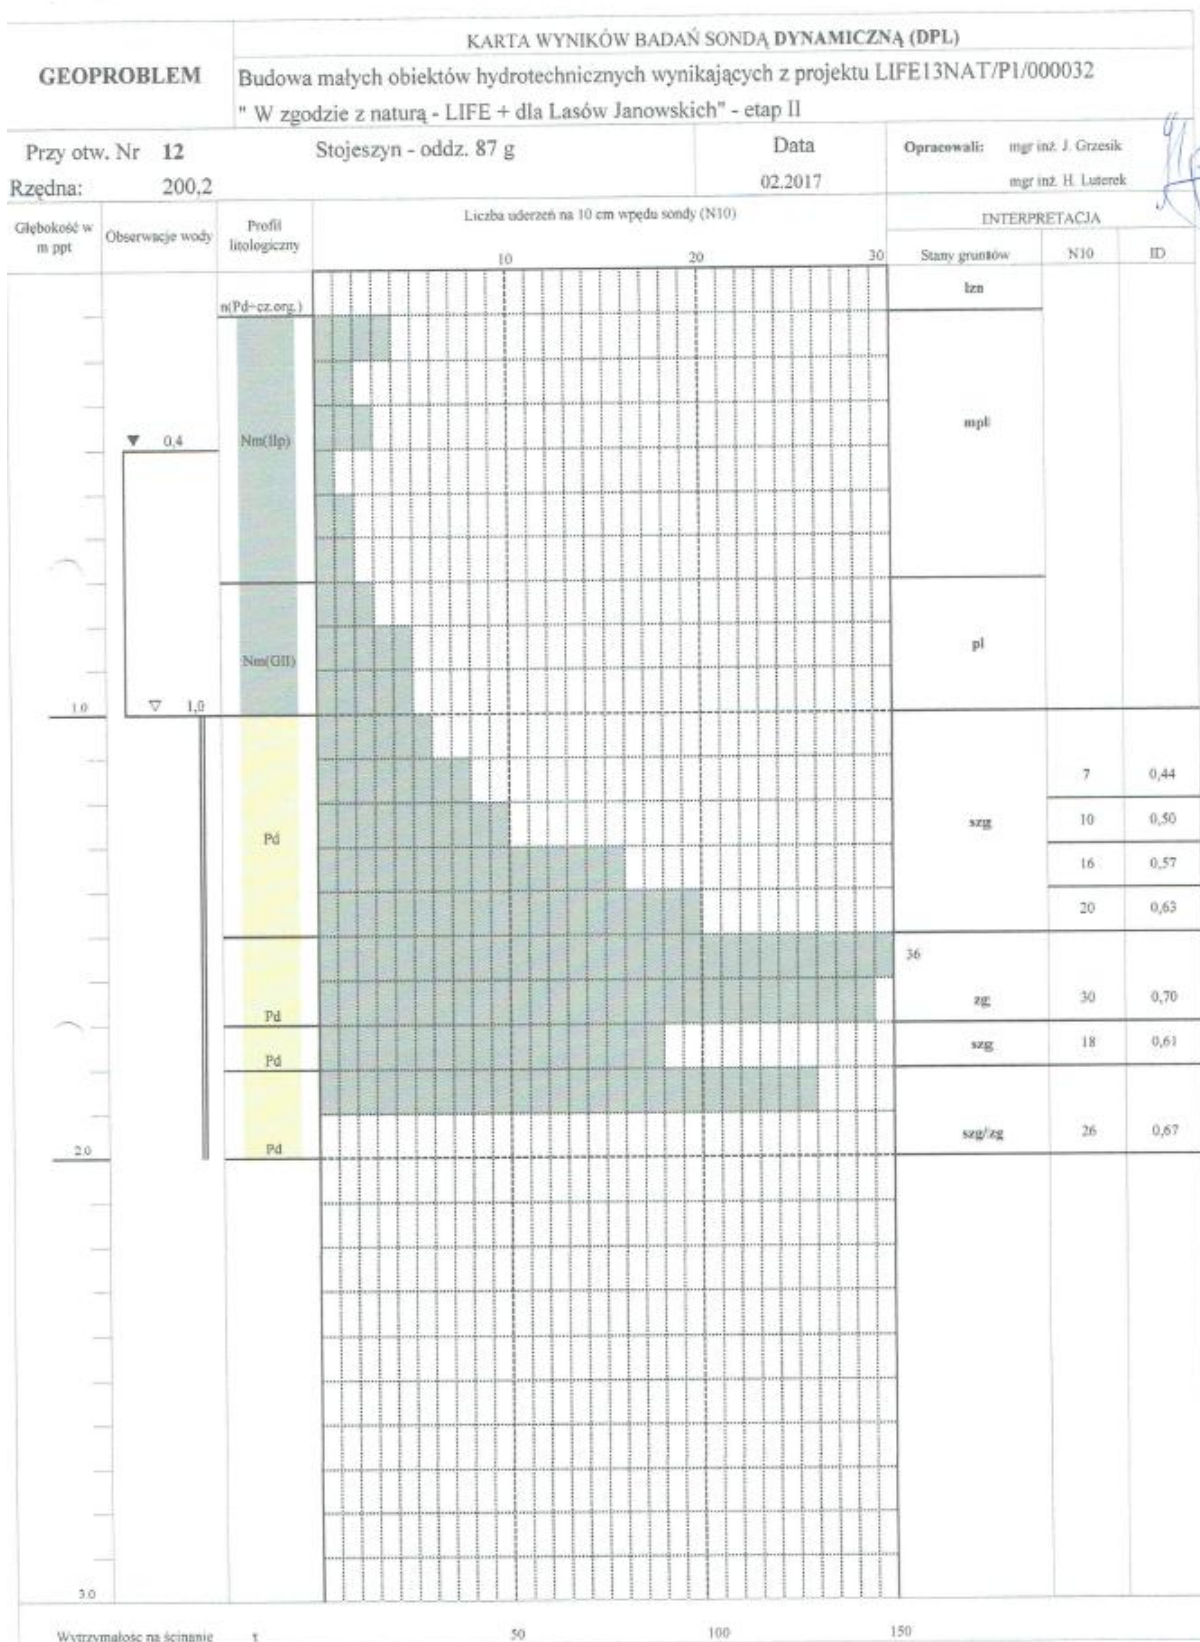 KARTA WYNIKÓW BADAŃ SONDĄ DYNAMICZNĄ (DPL)
GEOPROBLEM
Budowa małych obiektów hydrotechnicznych wynikających z projektu LIFE13NAT/P1/000032
" W zgodzie z naturą - LIFE + dla Lasów Janowskich" - etap II
Przy otw. Nr 12
Stojeszyn - oddz. 87 g
Data
Opracowali: mgr inż. J. Grzesik
Rzędna: 200,2
02.2017
mgr inż. H. Luterek
Głębokość w m ppt
Obserwacje wody
Profil litologiczny
Liczba uderzeń na 10 cm wpędu sondy (N10)
INTERPRETACJA
10 20 30
Stany gruntów N10 ID
lzn
n(Pd+cz.org.)
mpl
0,4
Nm(IIp)
pl
Nm(GII)
1.0
1,0
7 0,44
szg
10 0,50
Pd
16 0,57
20 0,63
36
zg 30 0,70
Pd
szg 18 0,61
Pd
szg/zg 26 0,67
2.0
Pd
3.0
Wytrzymałość na ścinanie τ 50 100 150